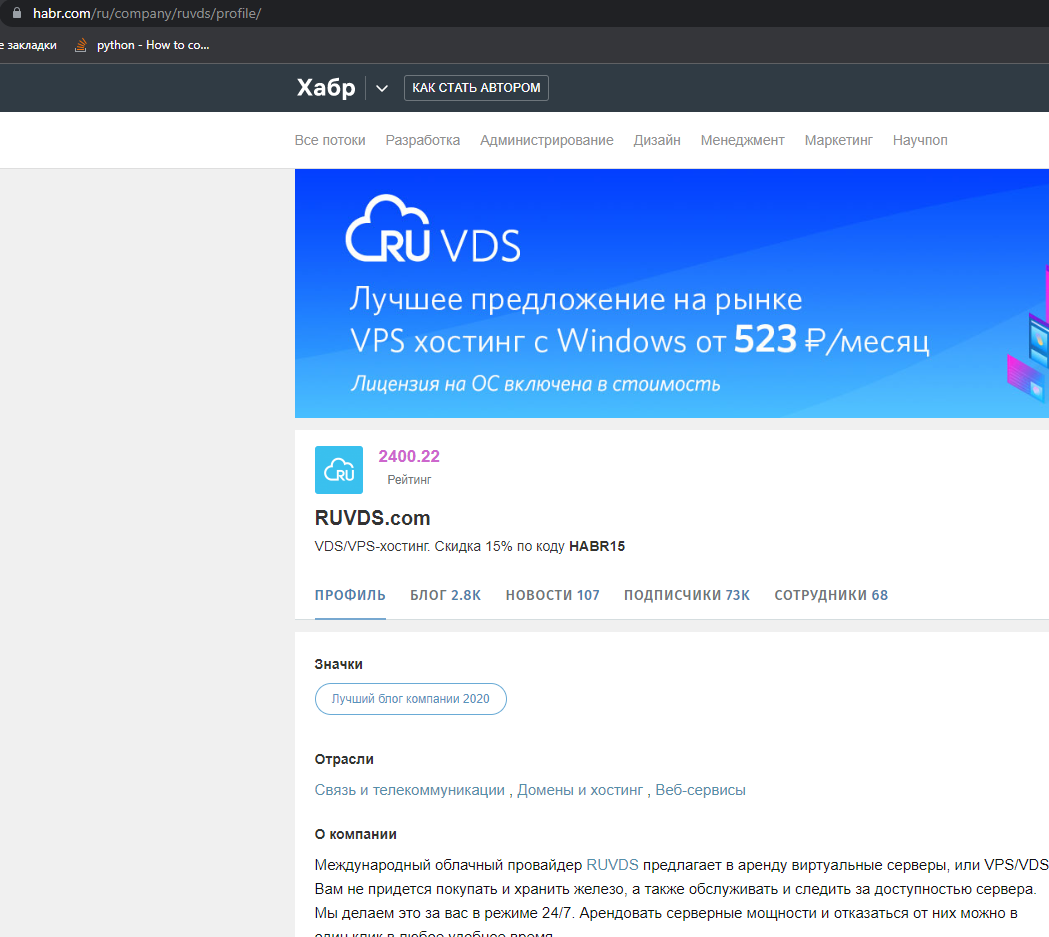 habr.com/ru/company/ruvds/profile/
е закладки python - How to co...
Хабр КАК СТАТЬ АВТОРОМ
Все потоки Разработка Администрирование Дизайн Менеджмент Маркетинг Научпоп
RU VDS
Лучшее предложение на рынке
VPS хостинг с Windows от 523 ₽/месяц
Лицензия на ОС включена в стоимость
RU
2400.22
Рейтинг
RUVDS.com
VDS/VPS-хостинг. Скидка 15% по коду HABR15
ПРОФИЛЬ БЛОГ 2.8K НОВОСТИ 107 ПОДПИСЧИКИ 73K СОТРУДНИКИ 68
Значки
Лучший блог компании 2020
Отрасли
Связь и телекоммуникации , Домены и хостинг , Веб-сервисы
О компании
Международный облачный провайдер RUVDS предлагает в аренду виртуальные серверы, или VPS/VDS
Вам не придется покупать и хранить железо, а также обслуживать и следить за доступностью сервера.
Мы делаем это за вас в режиме 24/7. Арендовать серверные мощности и отказаться от них можно в
один клик в любое удобное время